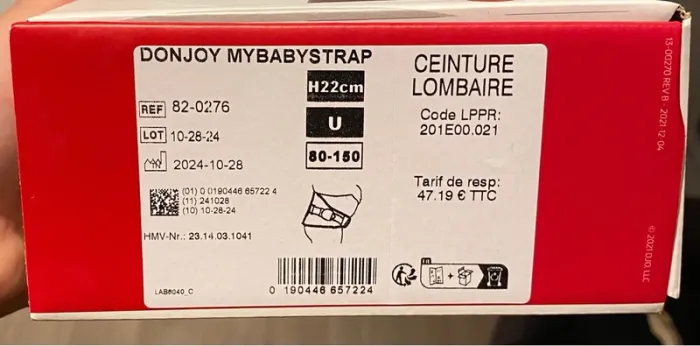 DONJOY MYBABYSTRAP
H22cm
REF 82-0276
LOT 10-28-24
U
2024-10-28
80-150
(01) 0 0190446 65722 4
(11) 241028
(10) 10-28-24
HMV-Nr.: 23.14.03.1041
LAB8040_C
0 190446 657224
CEINTURE
LOMBAIRE
Code LPPR:
201E00.021
Tarif de resp:
47.19 € TTC
FR
+
13-00270 REV B - 2021-12-04
© 2021 DJO, LLC